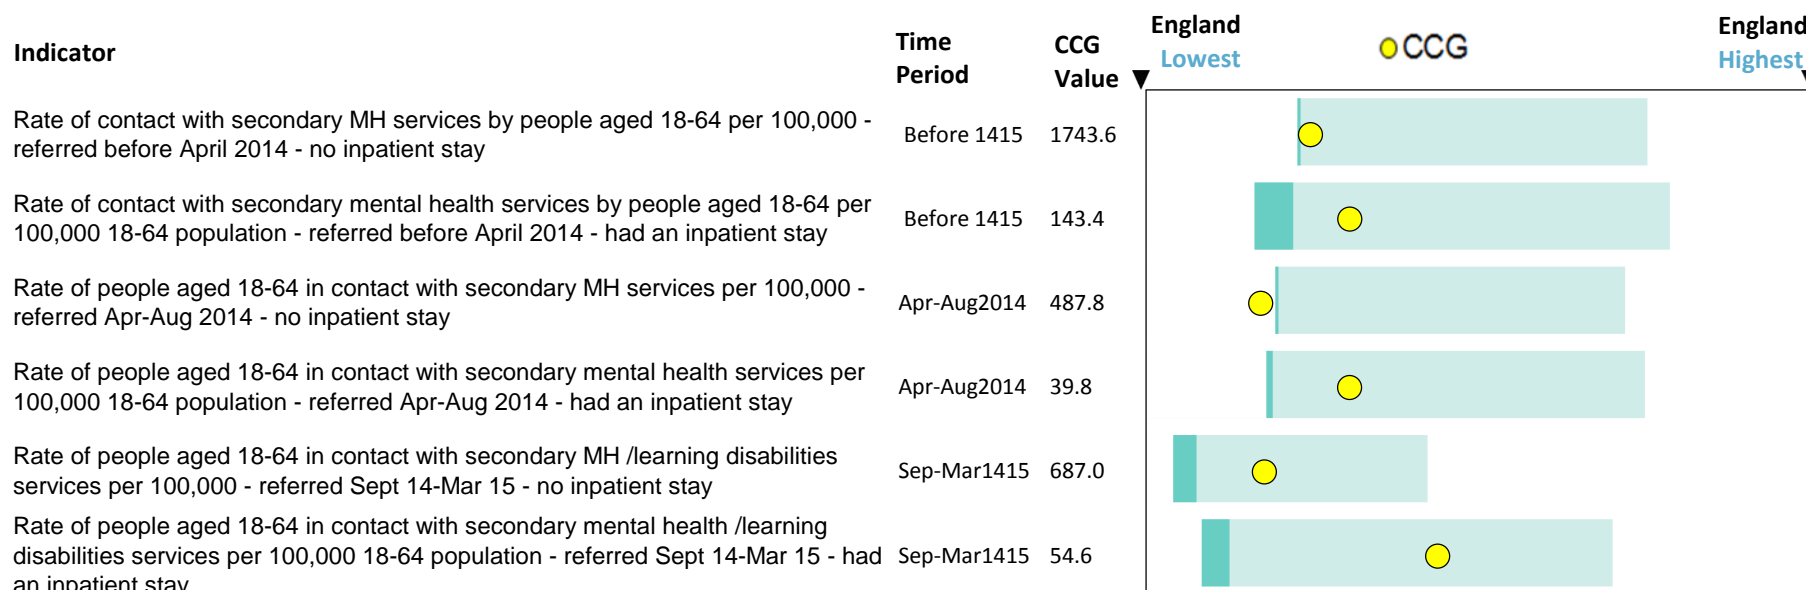 Indicator
Time
Period
CCG
Value
England
Lowest
CCG
England
Highest
Rate of contact with secondary MH services by people aged 18-64 per 100,000 -
referred before April 2014 - no inpatient stay
Before 1415 1743.6
Rate of contact with secondary mental health services by people aged 18-64 per
100,000 18-64 population - referred before April 2014 - had an inpatient stay
Before 1415 143.4
Rate of people aged 18-64 in contact with secondary MH services per 100,000 -
referred Apr-Aug 2014 - no inpatient stay
Apr-Aug2014 487.8
Rate of people aged 18-64 in contact with secondary mental health services per
100,000 18-64 population - referred Apr-Aug 2014 - had an inpatient stay
Apr-Aug2014 39.8
Rate of people aged 18-64 in contact with secondary MH /learning disabilities
services per 100,000 - referred Sept 14-Mar 15 - no inpatient stay
Sep-Mar1415 687.0
Rate of people aged 18-64 in contact with secondary mental health /learning
disabilities services per 100,000 18-64 population - referred Sept 14-Mar 15 - had
an inpatient stay
Sep-Mar1415 54.6